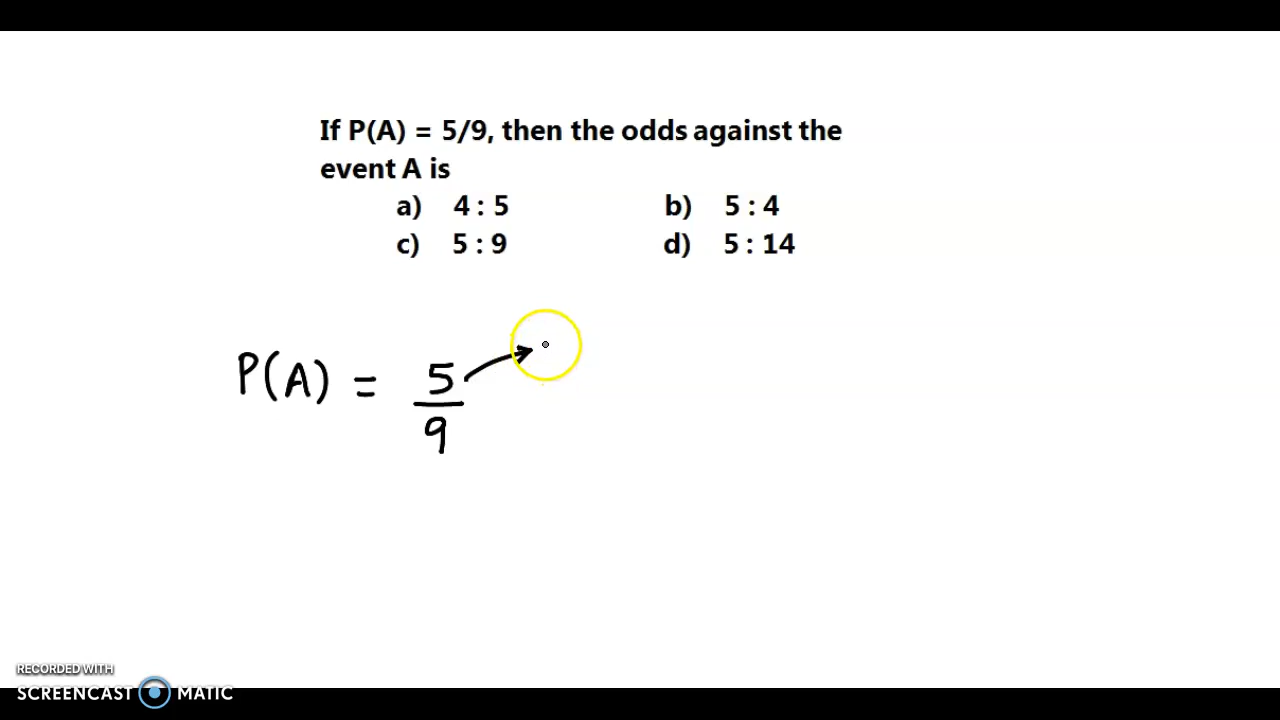 If P(A) = 5/9, then the odds against the
event A is
a) 4 : 5 b) 5 : 4
c) 5 : 9 d) 5 : 14
P(A) = 5/9
RECORDED WITH
SCREENCAST MATIC